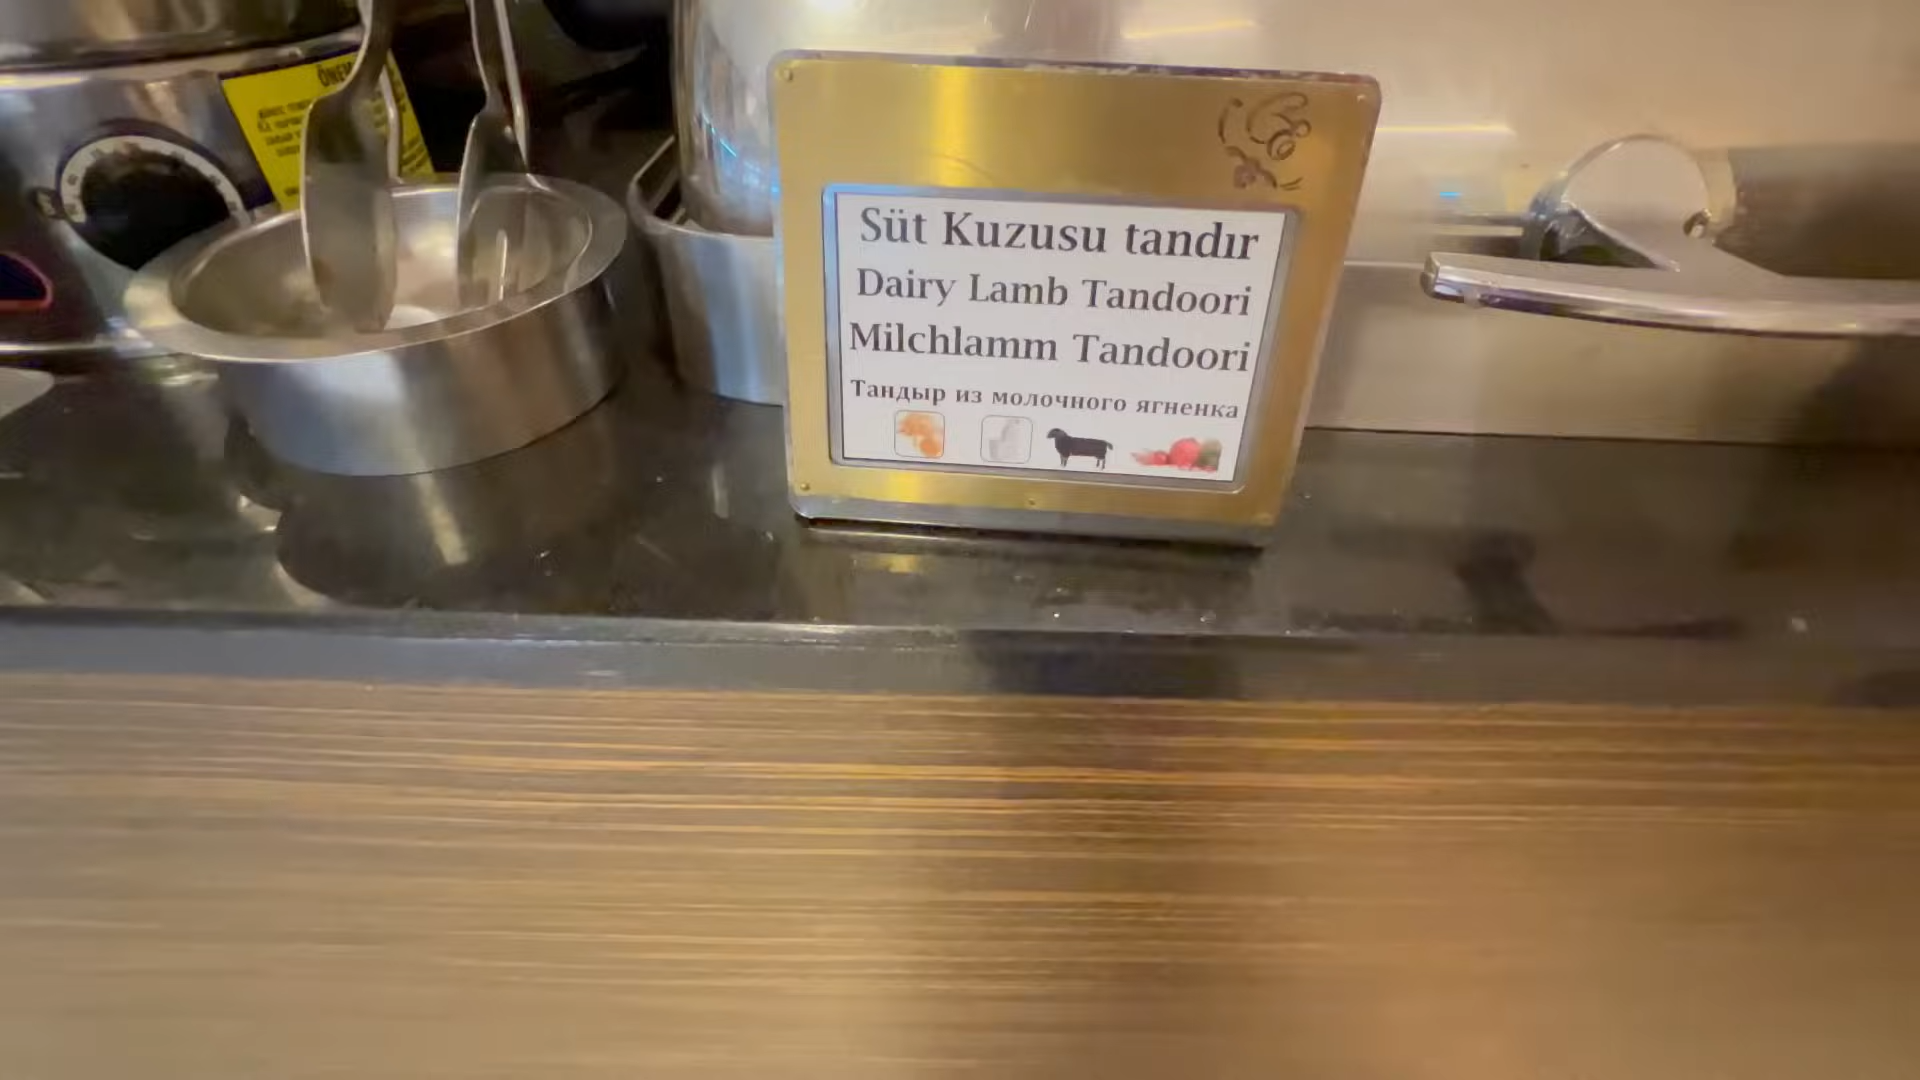 Süt Kuzusu tandır
Dairy Lamb Tandoori
Milchlamm Tandoori
Тандыр из молочного ягненка